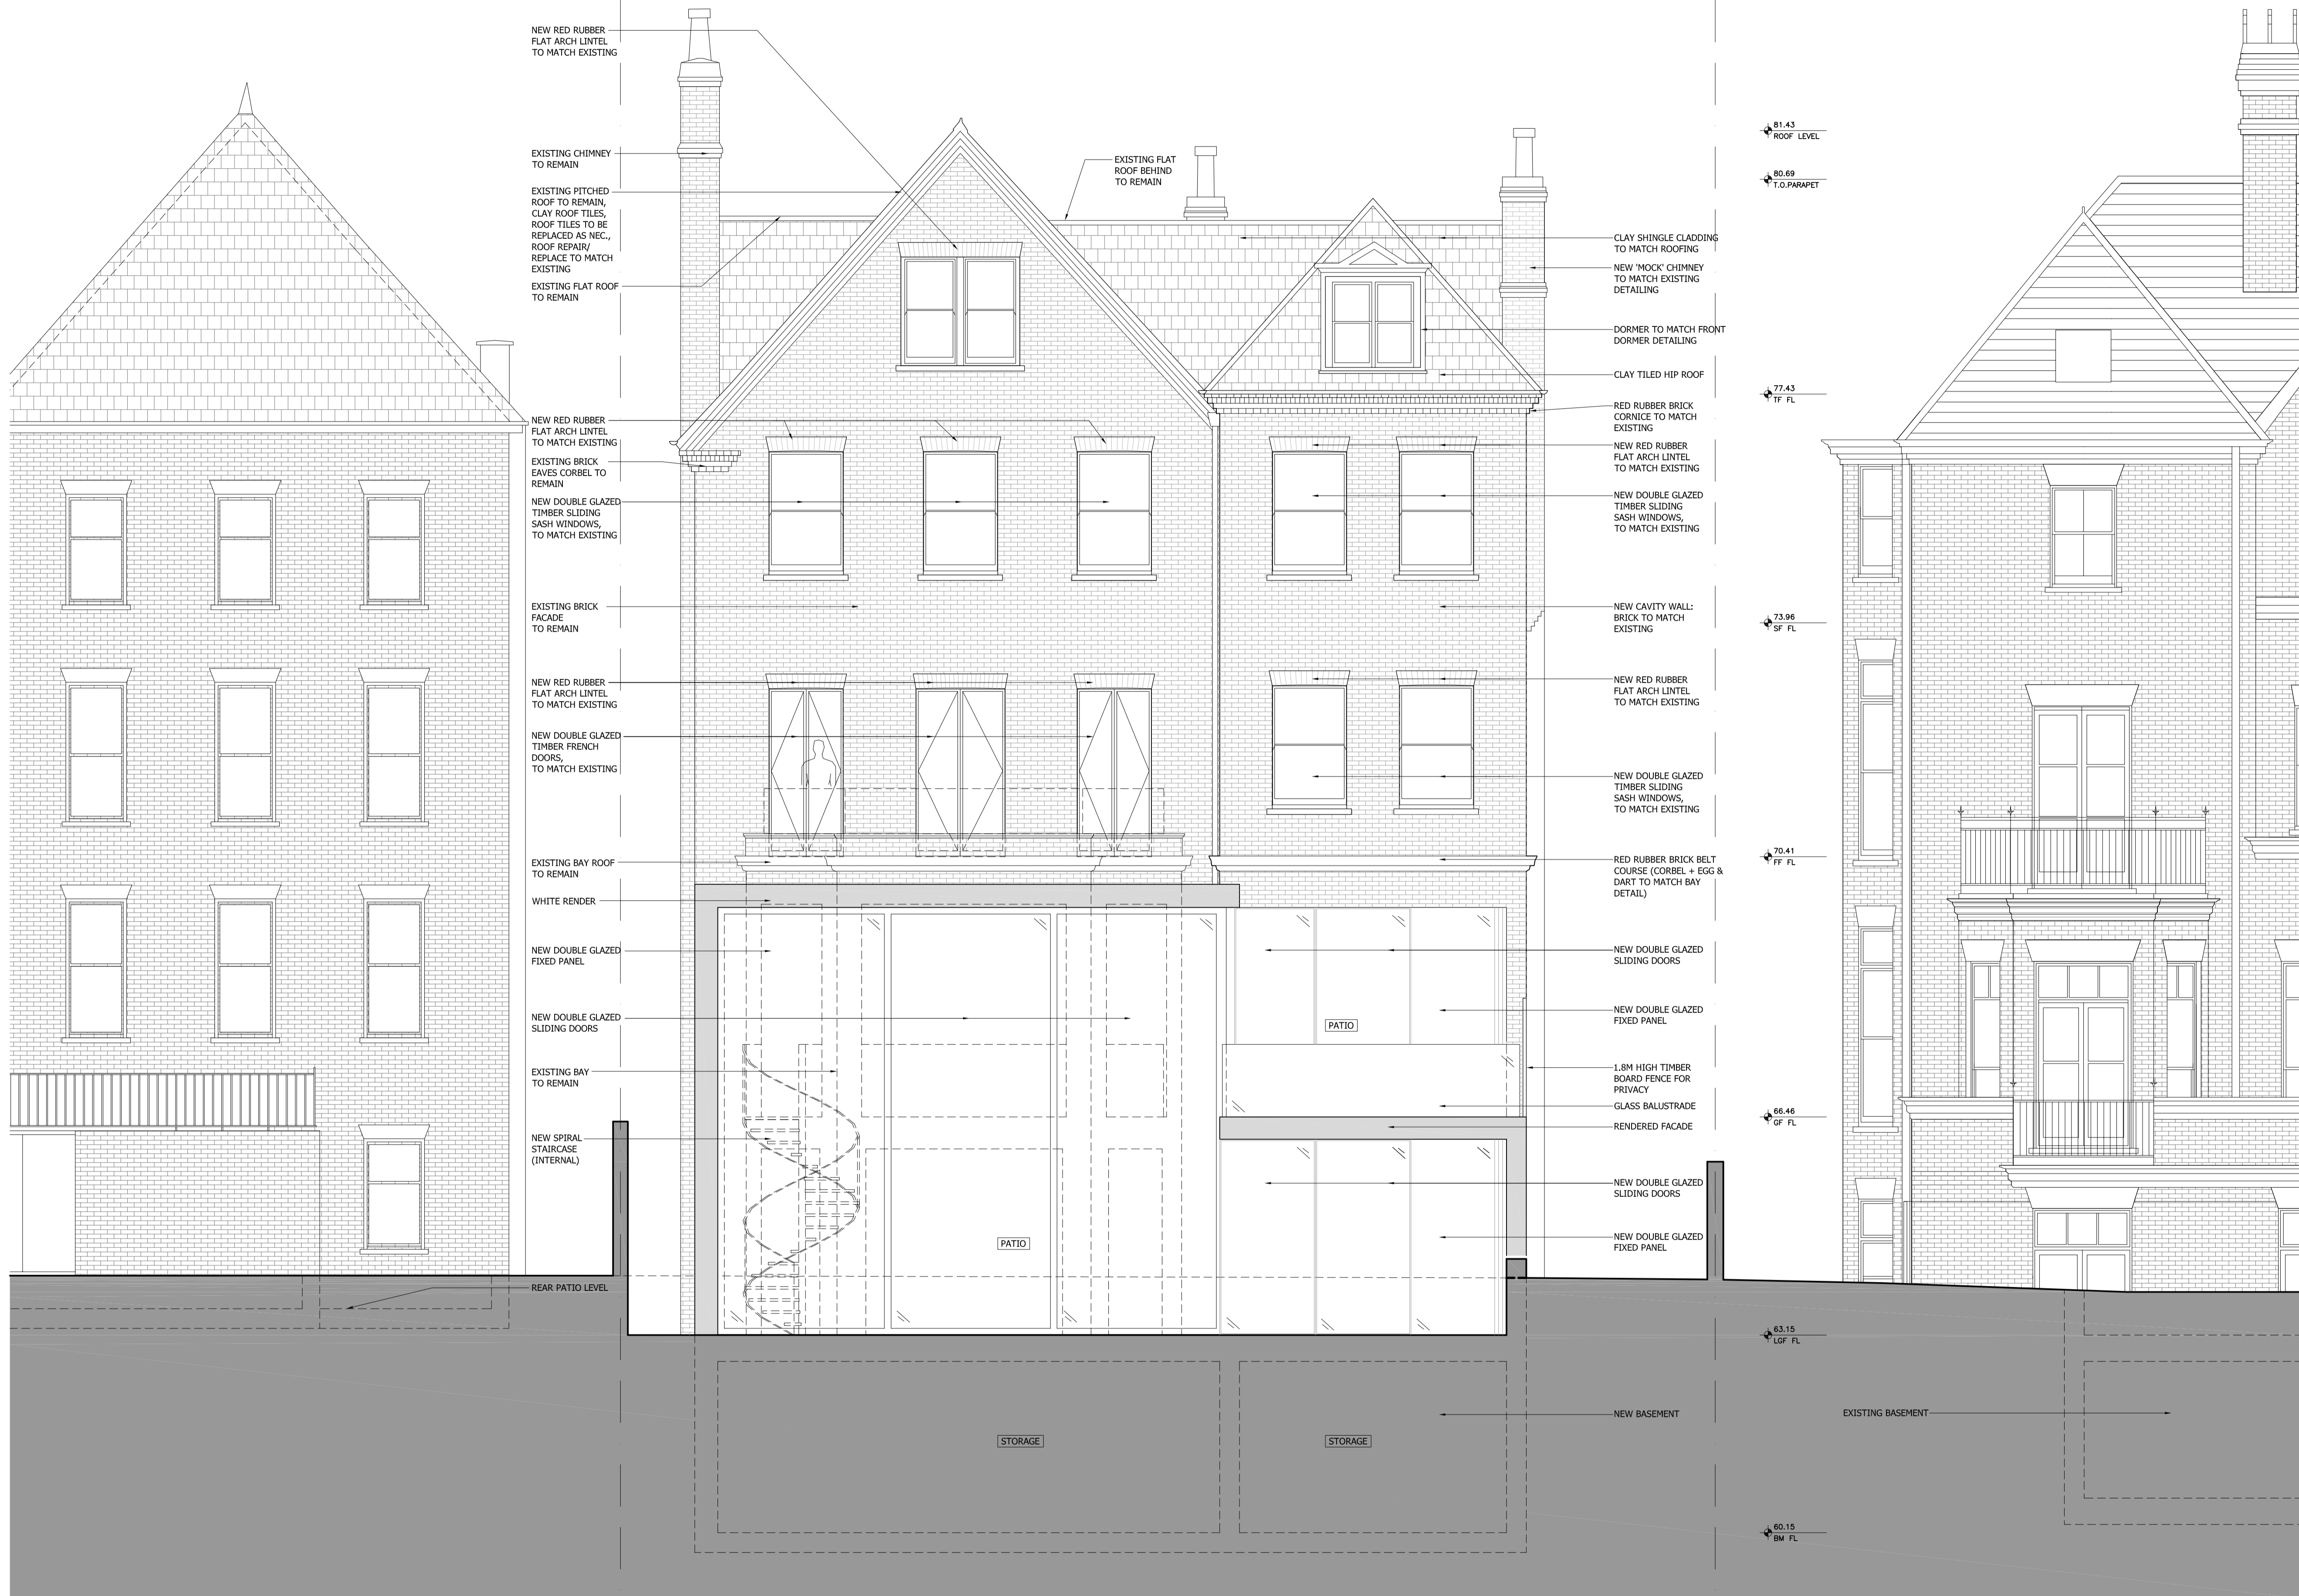 NEW RED RUBBER
FLAT ARCH LINTEL
TO MATCH EXISTING
EXISTING CHIMNEY
TO REMAIN
EXISTING PITCHED
ROOF TO REMAIN,
CLAY ROOF TILES,
ROOF TILES TO BE
REPLACED AS NEC.,
ROOF REPAIR/
REPLACE TO MATCH
EXISTING
EXISTING FLAT ROOF
TO REMAIN
NEW RED RUBBER
FLAT ARCH LINTEL
TO MATCH EXISTING
EXISTING BRICK
EAVES CORBEL TO
REMAIN
NEW DOUBLE GLAZED
TIMBER SLIDING
SASH WINDOWS,
TO MATCH EXISTING
EXISTING BRICK
FACADE
TO REMAIN
NEW RED RUBBER
FLAT ARCH LINTEL
TO MATCH EXISTING
NEW DOUBLE GLAZED
TIMBER FRENCH
DOORS,
TO MATCH EXISTING
EXISTING BAY ROOF
TO REMAIN
WHITE RENDER
NEW DOUBLE GLAZED
FIXED PANEL
NEW DOUBLE GLAZED
SLIDING DOORS
EXISTING BAY
TO REMAIN
NEW SPIRAL
STAIRCASE
(INTERNAL)
REAR PATIO LEVEL
EXISTING FLAT
ROOF BEHIND
TO REMAIN
PATIO
PATIO
STORAGE
STORAGE
CLAY SHINGLE CLADDING
TO MATCH ROOFING
NEW 'MOCK' CHIMNEY
TO MATCH EXISTING
DETAILING
DORMER TO MATCH FRONT
DORMER DETAILING
CLAY TILED HIP ROOF
RED RUBBER BRICK
CORNICE TO MATCH
EXISTING
NEW RED RUBBER
FLAT ARCH LINTEL
TO MATCH EXISTING
NEW DOUBLE GLAZED
TIMBER SLIDING
SASH WINDOWS,
TO MATCH EXISTING
NEW CAVITY WALL:
BRICK TO MATCH
EXISTING
NEW RED RUBBER
FLAT ARCH LINTEL
TO MATCH EXISTING
NEW DOUBLE GLAZED
TIMBER SLIDING
SASH WINDOWS,
TO MATCH EXISTING
RED RUBBER BRICK BELT
COURSE (CORBEL + EGG &
DART TO MATCH BAY
DETAIL)
NEW DOUBLE GLAZED
SLIDING DOORS
NEW DOUBLE GLAZED
FIXED PANEL
1.8M HIGH TIMBER
BOARD FENCE FOR
PRIVACY
GLASS BALUSTRADE
RENDERED FACADE
NEW DOUBLE GLAZED
SLIDING DOORS
NEW DOUBLE GLAZED
FIXED PANEL
NEW BASEMENT
81.43
ROOF LEVEL
80.69
T.O.PARAPET
77.43
TF FL
73.96
SF FL
70.41
FF FL
66.46
GF FL
63.15
LGF FL
60.15
BM FL
EXISTING BASEMENT